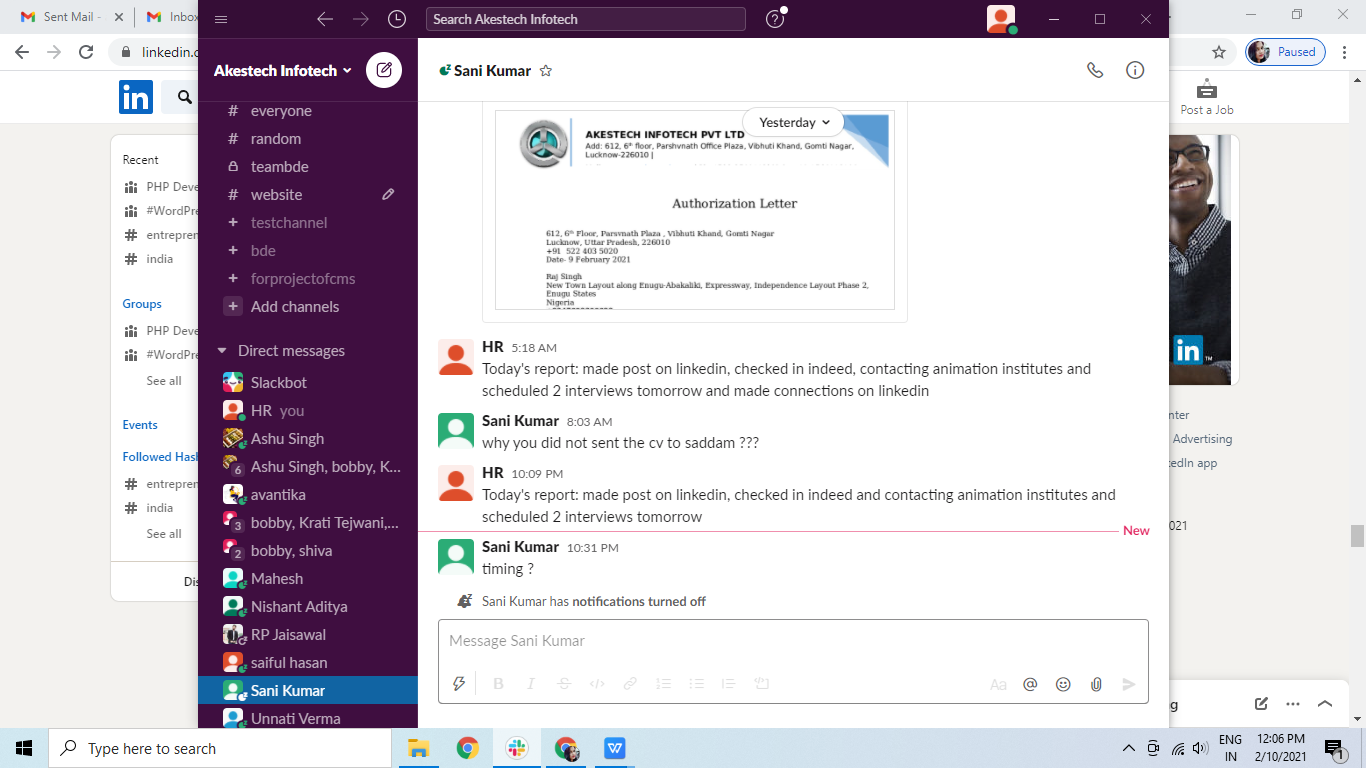 Sent Mail -
Inbox
Search Akestech Infotech
linkedin.c
Paused
Akestech Infotech
Sani Kumar
in
Post a Job
# everyone
# random
teambde
# website
+ testchannel
+ bde
+ forprojectofcms
+ Add channels
Direct messages
Slackbot
HR you
Ashu Singh
6 Ashu Singh, bobby, K...
avantika
3 bobby, Krati Tejwani,...
2 bobby, shiva
Mahesh
Nishant Aditya
RP Jaisawal
saiful hasan
Sani Kumar
Unnati Verma
Recent
PHP Deve
#WordPre
# entrepren
# india
Groups
PHP Deve
#WordPre
See all
Events
Followed Hash
# entrepren
# india
See all
Dis
Yesterday
AKESTECH INFOTECH PVT LTD
Add: 612, 6th floor, Parshvnath Office Plaza, Vibhuti Khand, Gomti Nagar,
Lucknow-226010 |
Authorization Letter
612, 6th Floor, Parsvnath Plaza , Vibhuti Khand, Gomti Nagar
Lucknow, Uttar Pradesh, 226010
+91 522 403 5020
Date- 9 February 2021
Raj Singh
New Town Layout along Enugu-Abakaliki, Expressway, Independence Layout Phase 2,
Enugu States
Nigeria
HR 5:18 AM
Today's report: made post on linkedin, checked in indeed, contacting animation institutes and
scheduled 2 interviews tomorrow and made connections on linkedin
Sani Kumar 8:03 AM
why you did not sent the cv to saddam ???
HR 10:09 PM
Today's report: made post on linkedin, checked in indeed and contacting animation institutes and
scheduled 2 interviews tomorrow
New
Sani Kumar 10:31 PM
timing ?
Sani Kumar has notifications turned off
Message Sani Kumar
B I S </>
Aa @
in TM
nter
Advertising
edIn app
021
g
Type here to search
W
ENG
IN
12:06 PM
2/10/2021
1